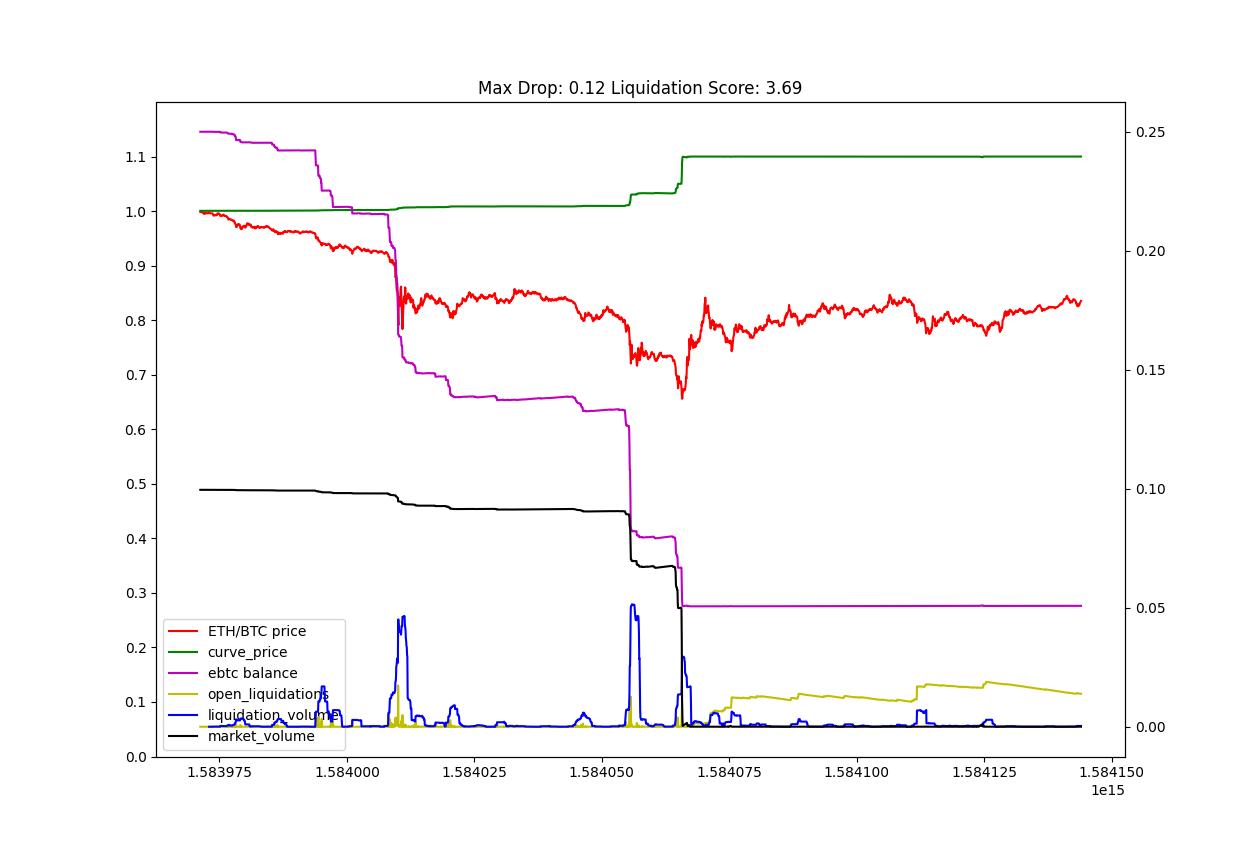 Max Drop: 0.12 Liquidation Score: 3.69
1.1
1.0
0.9
0.8
0.7
0.6
0.5
0.4
0.3
0.2
0.1
0.0
0.25
0.20
0.15
0.10
0.05
0.00
ETH/BTC price
curve_price
ebtc balance
open_liquidations
liquidation_volume
market_volume
1.583975 1.584000 1.584025 1.584050 1.584075 1.584100 1.584125 1.584150
1e15